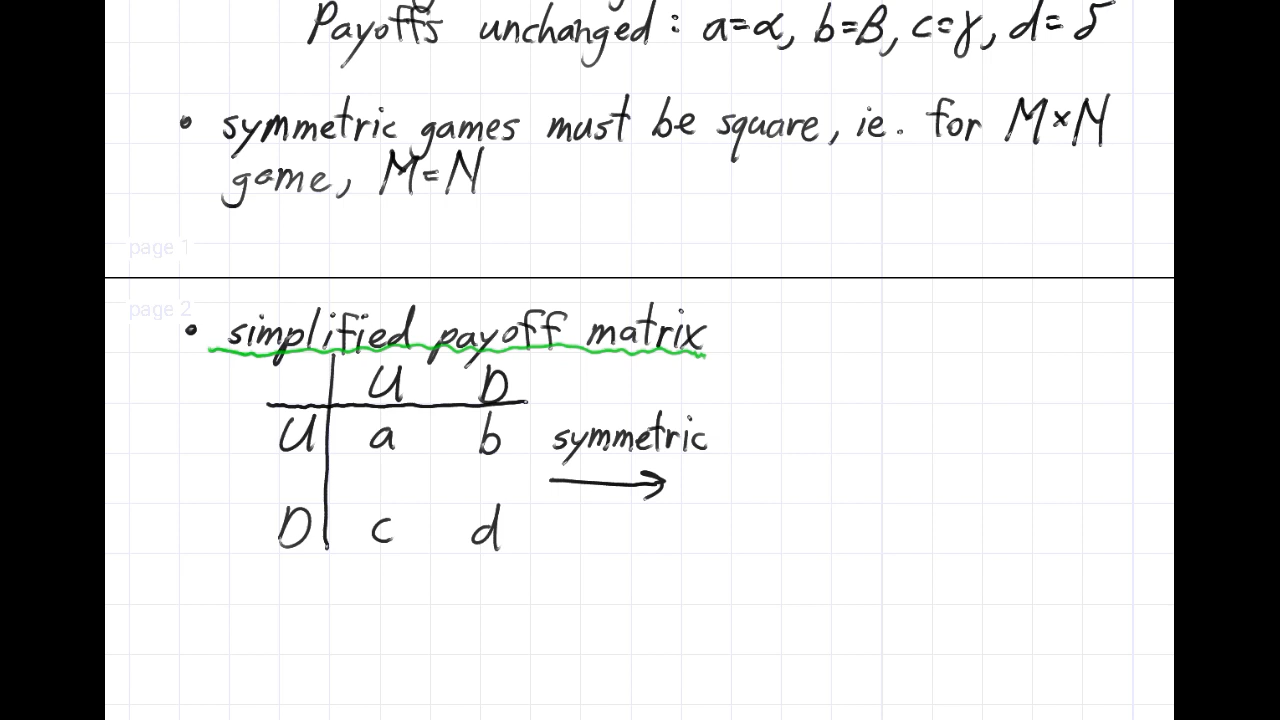 Payoffs unchanged : a=α, b=β, c=γ, d=δ
• symmetric games must be square, ie. for M×N
game, M=N
page 1
page 2
• simplified payoff matrix
U D
U a b symmetric
D c d